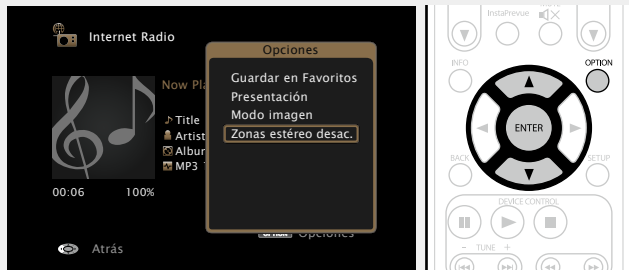 Internet Radio
Opciones
Guardar en Favoritos
Presentación
Modo imagen
Zonas estéreo desac.
Now Pla
Title
Artist
Album
MP3
00:06
100%
Atrás
Opciones
InstaPrevue
INFO
OPTION
ENTER
BACK
SETUP
DEVICE CONTROL
- TUNE +